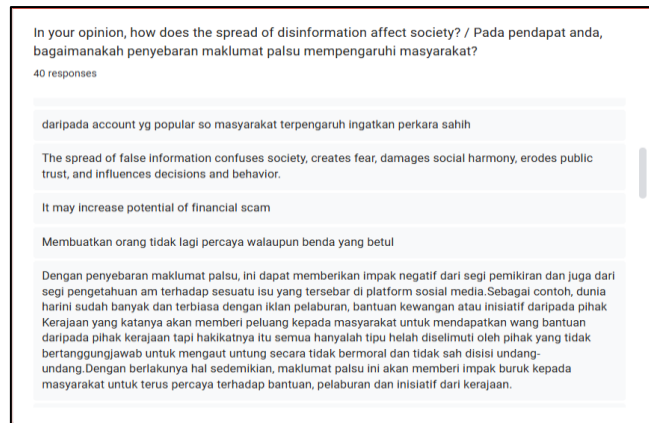 In your opinion, how does the spread of disinformation affect society? / Pada pendapat anda,
bagaimanakah penyebaran maklumat palsu mempengaruhi masyarakat?
40 responses
daripada account yg popular so masyarakat terpengaruh ingatkan perkara sahih
The spread of false information confuses society, creates fear, damages social harmony, erodes public
trust, and influences decisions and behavior.
It may increase potential of financial scam
Membuatkan orang tidak lagi percaya walaupun benda yang betul
Dengan penyebaran maklumat palsu, ini dapat memberikan impak negatif dari segi pemikiran dan juga dari
segi pengetahuan am terhadap sesuatu isu yang tersebar di platform sosial media.Sebagai contoh, dunia
harini sudah banyak dan terbiasa dengan iklan pelaburan, bantuan kewangan atau inisiatif daripada pihak
Kerajaan yang katanya akan memberi peluang kepada masyarakat untuk mendapatkan wang bantuan
daripada pihak kerajaan tapi hakikatnya itu semua hanyalah tipu helah diselimuti oleh pihak yang tidak
bertanggungjawab untuk mengaut untung secara tidak bermoral dan tidak sah disisi undang-
undang.Dengan berlakunya hal sedemikian, maklumat palsu ini akan memberi impak buruk kepada
masyarakat untuk terus percaya terhadap bantuan, pelaburan dan inisiatif dari kerajaan.